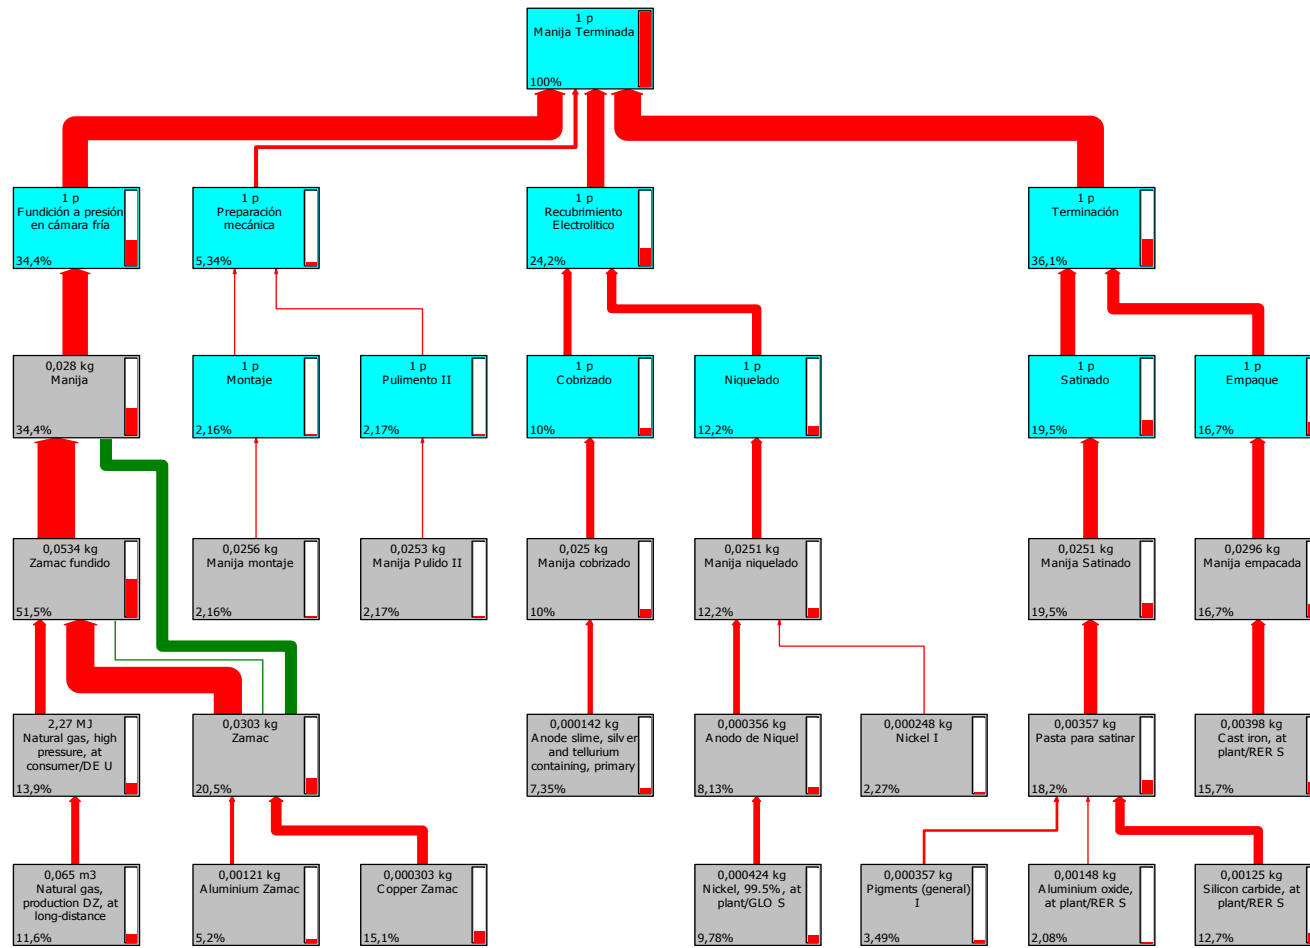 1 p
Manija Terminada
100%
1 p
Fundición a presión
en cámara fría
34,4%
1 p
Preparación
mecánica
5,34%
1 p
Recubrimiento
Electrolitico
24,2%
1 p
Terminación
36,1%
0,028 kg
Manija
34,4%
1 p
Montaje
2,16%
1 p
Pulimento II
2,17%
1 p
Cobrizado
10%
1 p
Niquelado
12,2%
1 p
Satinado
19,5%
1 p
Empaque
16,7%
0,0534 kg
Zamac fundido
51,5%
0,0256 kg
Manija montaje
2,16%
0,0253 kg
Manija Pulido II
2,17%
0,025 kg
Manija cobrizado
10%
0,0251 kg
Manija niquelado
12,2%
0,0251 kg
Manija Satinado
19,5%
0,0296 kg
Manija empacada
16,7%
2,27 MJ
Natural gas, high
pressure, at
consumer/DE U
13,9%
0,0303 kg
Zamac
20,5%
0,000142 kg
Anode slime, silver
and tellurium
containing, primary
7,35%
0,000356 kg
Anodo de Niquel
8,13%
0,000248 kg
Nickel I
2,27%
0,00357 kg
Pasta para satinar
18,2%
0,00398 kg
Cast iron, at
plant/RER S
15,7%
0,065 m3
Natural gas,
production DZ, at
long-distance
11,6%
0,00121 kg
Aluminium Zamac
5,2%
0,000303 kg
Copper Zamac
15,1%
0,000424 kg
Nickel, 99.5%, at
plant/GLO S
9,78%
0,000357 kg
Pigments (general)
I
3,49%
0,00148 kg
Aluminium oxide,
at plant/RER S
2,08%
0,00125 kg
Silicon carbide, at
plant/RER S
12,7%